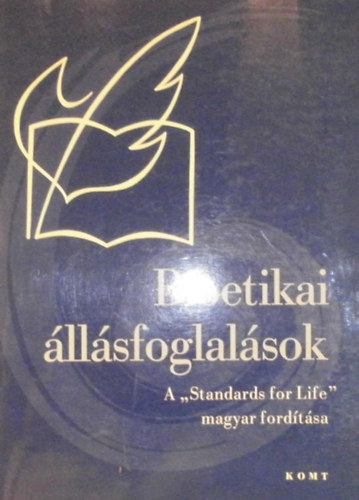 Bioetikai
állásfoglalások
A „Standards for Life”
magyar fordítása
KOMT